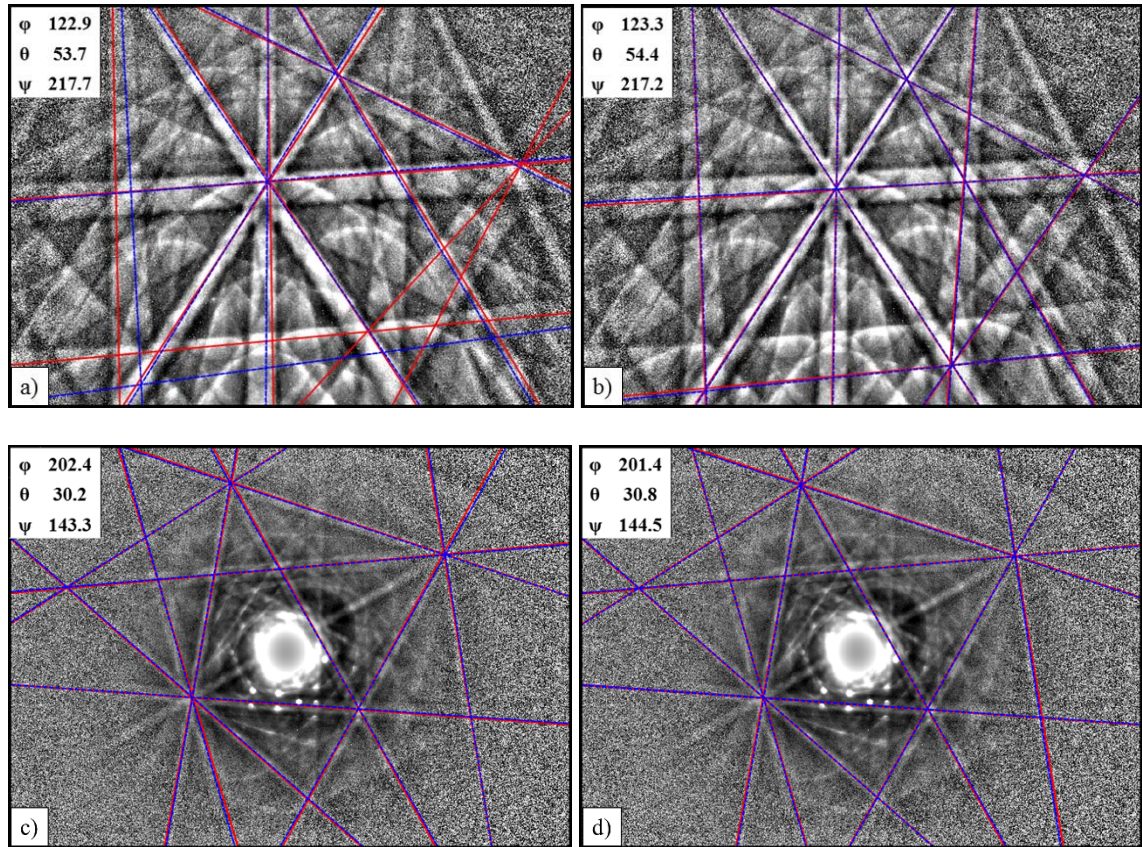 φ 122.9
θ 53.7
ψ 217.7
a)
φ 123.3
θ 54.4
ψ 217.2
b)
φ 202.4
θ 30.2
ψ 143.3
c)
φ 201.4
θ 30.8
ψ 144.5
d)